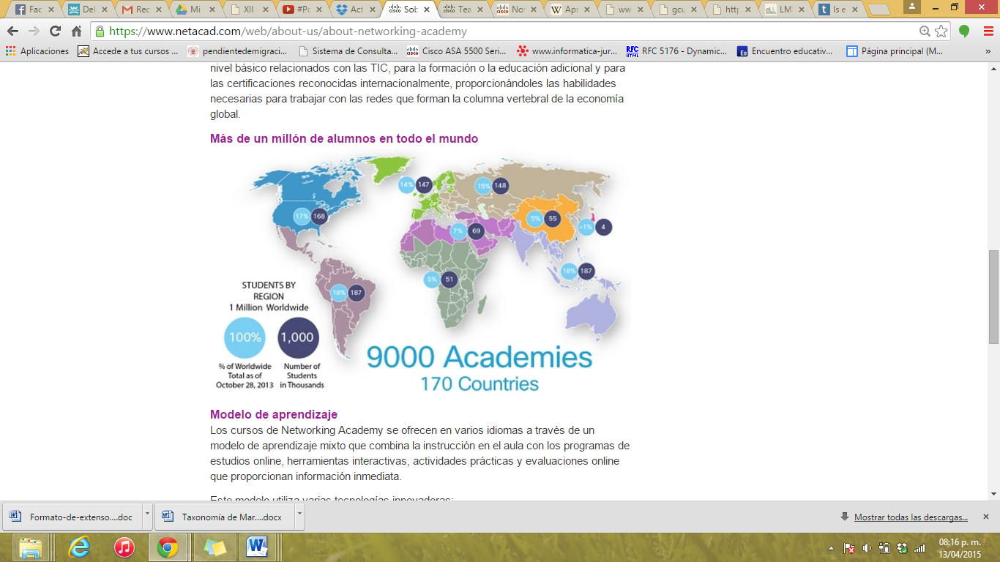 Fac
Del
Rec
Mi
XII
#Po
Act
Sob
Tea
Not
Apr
ww
gcu
http
LM
Is e
https://www.netacad.com/web/about-us/about-networking-academy
Aplicaciones
Accede a tus cursos ...
pendientedemigraci...
Sistema de Consulta...
Cisco ASA 5500 Seri...
www.informatica-jur...
RFC 5176 - Dynamic...
Encuentro educativ...
Página principal (M...
»
nivel básico relacionados con las TIC, para la formación o la educación adicional y para
las certificaciones reconocidas internacionalmente, proporcionándoles las habilidades
necesarias para trabajar con las redes que forman la columna vertebral de la economía
global.
Más de un millón de alumnos en todo el mundo
14% 147
15% 148
17% 168
5% 55
<1% 4
7% 69
18% 187
5% 51
18% 187
STUDENTS BY
REGION
1 Million Worldwide
100% 1,000
% of Worldwide
Total as of
October 28, 2013
Number of
Students
in Thousands
9000 Academies
170 Countries
Modelo de aprendizaje
Los cursos de Networking Academy se ofrecen en varios idiomas a través de un
modelo de aprendizaje mixto que combina la instrucción en el aula con los programas de
estudios online, herramientas interactivas, actividades prácticas y evaluaciones online
que proporcionan información inmediata.
Este modelo utiliza varias tecnologías innovadoras:
Formato-de-extenso....doc
Taxonomía de Mar....docx
Mostrar todas las descargas...
08:16 p. m.
13/04/2015